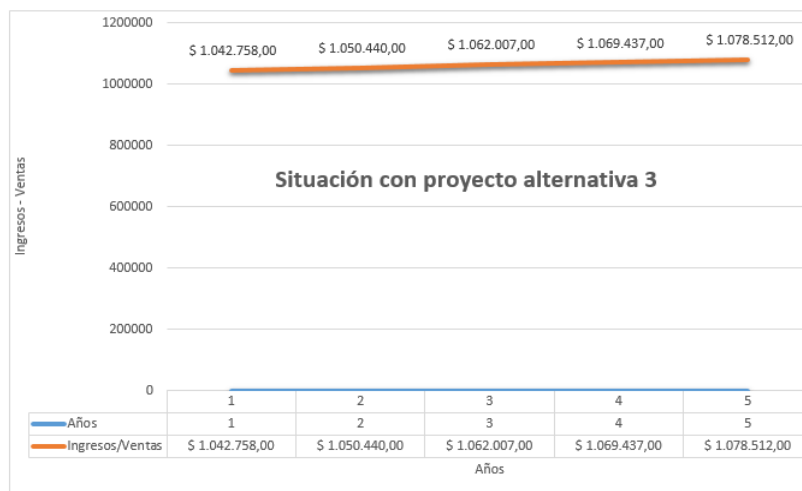 1200000
$ 1.042.758,00 $ 1.050.440,00 $ 1.062.007,00 $ 1.069.437,00 $ 1.078.512,00
1000000
800000
Situación con proyecto alternativa 3
600000
400000
200000
0
Ingresos - Ventas
1 2 3 4 5
Años 1 2 3 4 5
Ingresos/Ventas $ 1.042.758,00 $ 1.050.440,00 $ 1.062.007,00 $ 1.069.437,00 $ 1.078.512,00
Años